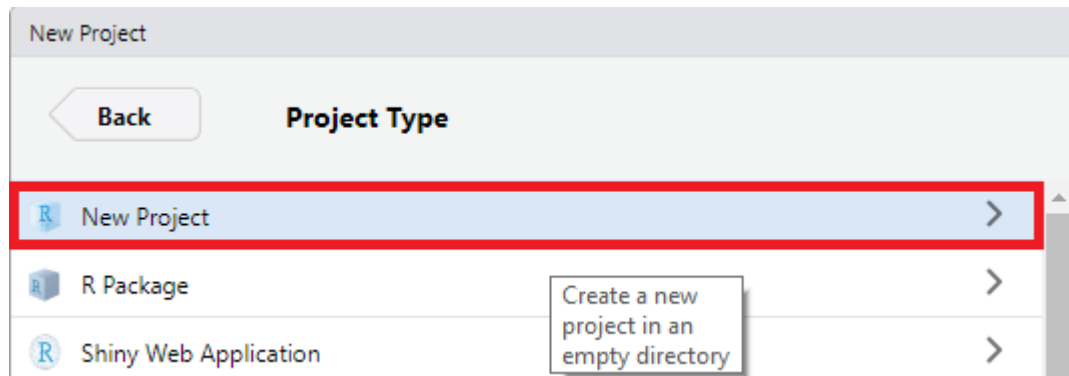 New Project
Back
Project Type
R New Project
R R Package
Create a new
project in an
empty directory
R Shiny Web Application